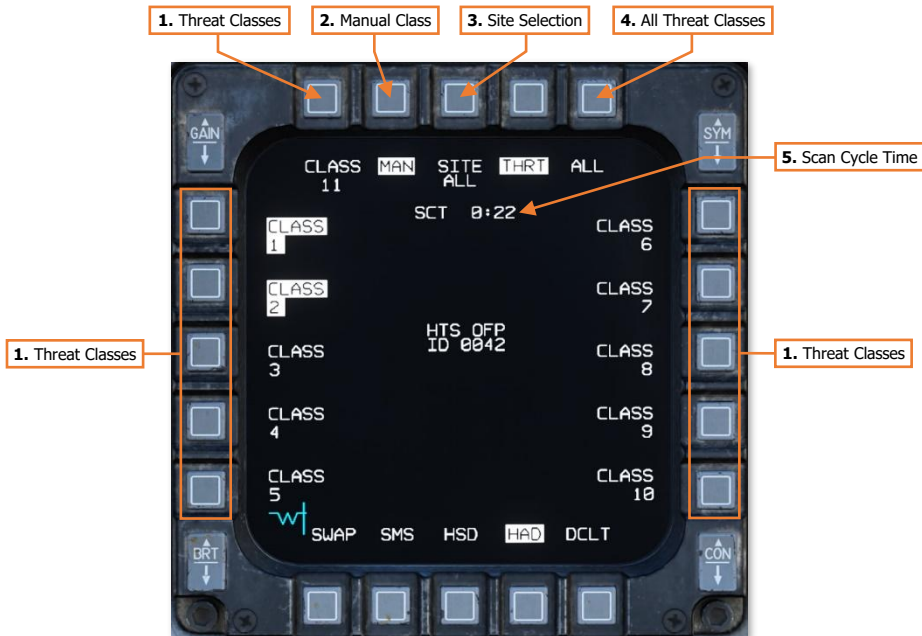 1. Threat Classes
2. Manual Class
3. Site Selection
4. All Threat Classes
GAIN
SYM
CLASS MAN SITE THRT ALL
11 ALL
5. Scan Cycle Time
SCT 0:22
CLASS
1
CLASS
6
CLASS
2
CLASS
7
HTS OFP
ID 0042
1. Threat Classes
CLASS
3
CLASS
8
1. Threat Classes
CLASS
4
CLASS
9
CLASS
5
CLASS
10
SWAP SMS HSD HAD DCLT
BRT
CON